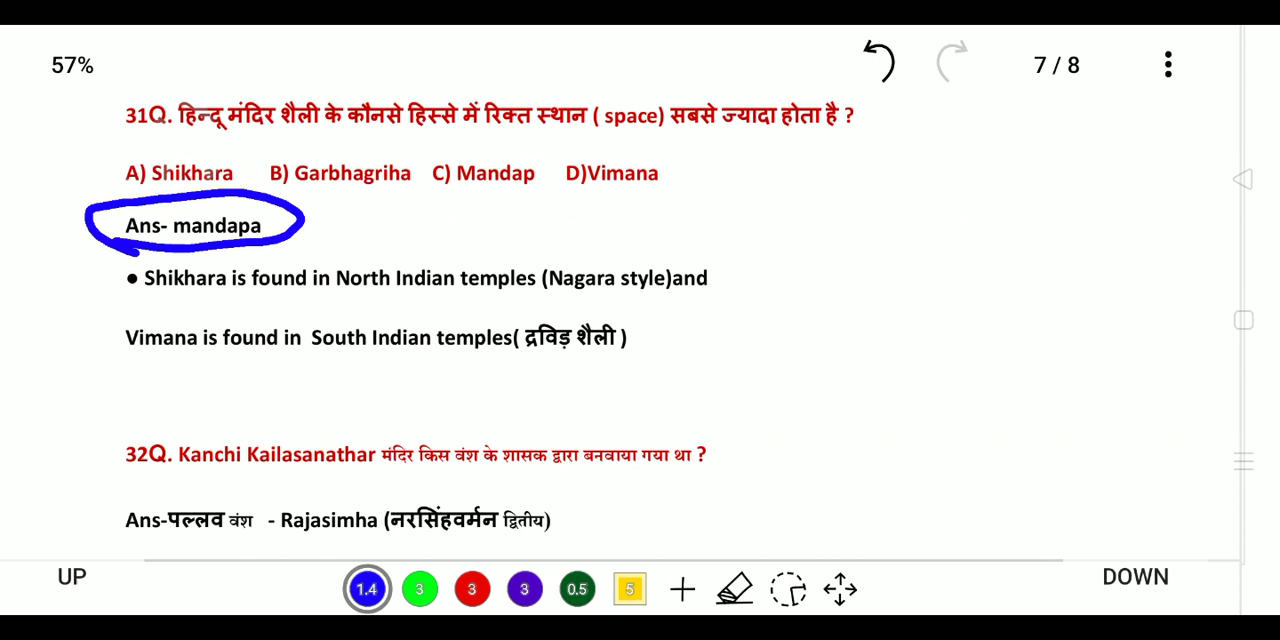 57%
7 / 8
31Q. हिन्दू मंदिर शैली के कौनसे हिस्से में रिक्त स्थान ( space) सबसे ज्यादा होता है ?
A) Shikhara B) Garbhagriha C) Mandap D)Vimana
Ans- mandapa
● Shikhara is found in North Indian temples (Nagara style)and
Vimana is found in South Indian temples( द्रविड़ शैली )
32Q. Kanchi Kailasanathar मंदिर किस वंश के शासक द्वारा बनवाया गया था ?
Ans-पल्लव वंश - Rajasimha (नरसिंहवर्मन द्वितीय)
UP
1.4 3 3 3 0.5 5
DOWN